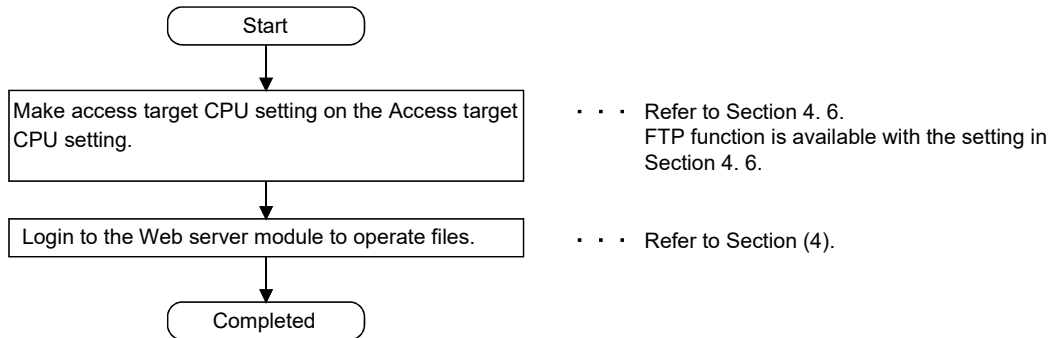 Start
Make access target CPU setting on the Access target
CPU setting.
· · · Refer to Section 4. 6.
FTP function is available with the setting in
Section 4. 6.
Login to the Web server module to operate files.
· · · Refer to Section (4).
Completed